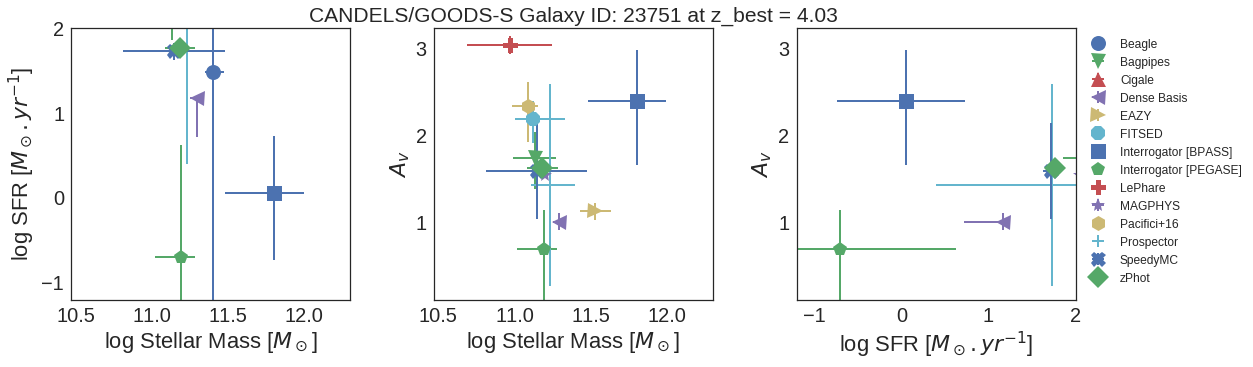 CANDELS/GOODS-S Galaxy ID: 23751 at z_best = 4.03
log SFR [$M_\odot . yr^{-1}$]
2
1
0
−1
10.5 11.0 11.5 12.0
log Stellar Mass [$M_\odot$]
$A_v$
3
2
1
10.5 11.0 11.5 12.0
log Stellar Mass [$M_\odot$]
$A_v$
3
2
1
−1 0 1 2
log SFR [$M_\odot . yr^{-1}$]
Beagle
Bagpipes
Cigale
Dense Basis
EAZY
FITSED
Interrogator [BPASS]
Interrogator [PEGASE]
LePhare
MAGPHYS
Pacifici+16
Prospector
SpeedyMC
zPhot